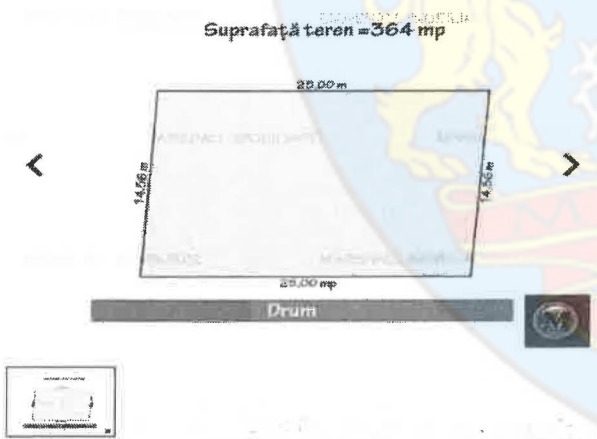 Suprafață teren =364 mp
25,00 m
14,56 m
14,56 m
25,00 mp
Drum